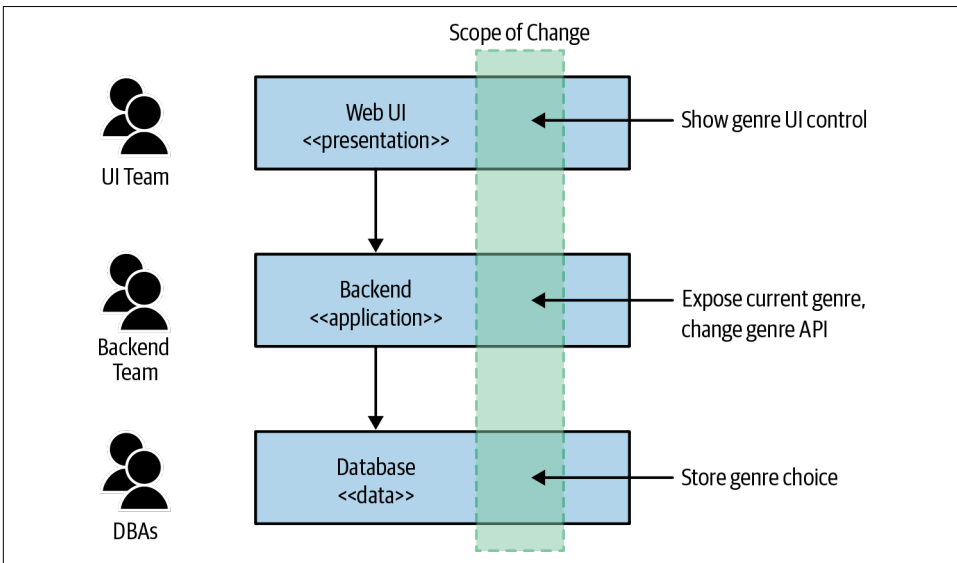 Scope of Change
Web UI
<<presentation>>
Show genre UI control
UI Team
Backend
<<application>>
Expose current genre,
change genre API
Backend
Team
Database
<<data>>
Store genre choice
DBAs